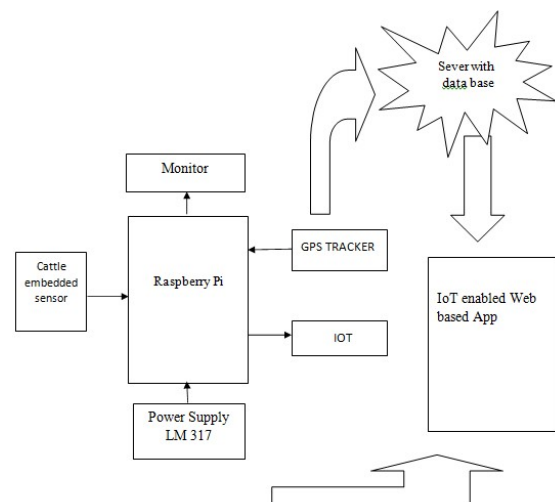 Sever with
data base
Monitor
GPS TRACKER
Cattle
embedded
sensor
Raspberry Pi
IoT enabled Web
based App
IOT
Power Supply
LM 317